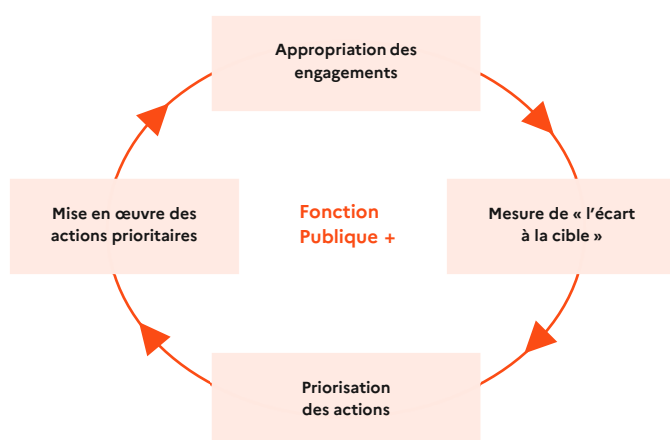 Appropriation des
engagements
Mise en œuvre des
actions prioritaires
Fonction
Publique +
Mesure de « l’écart
à la cible »
Priorisation
des actions